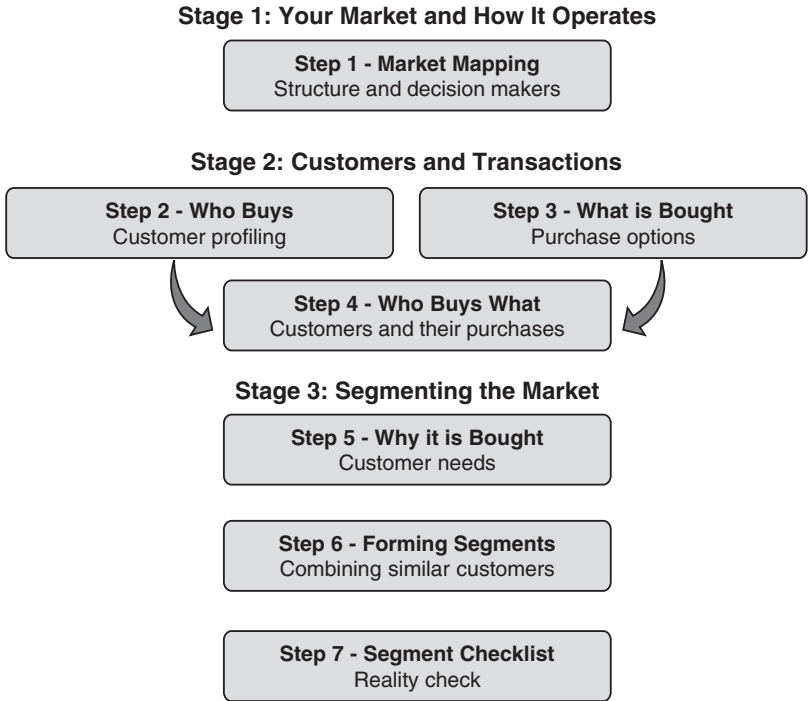 Stage 1: Your Market and How It Operates
Step 1 - Market Mapping
Structure and decision makers
Stage 2: Customers and Transactions
Step 2 - Who Buys
Customer profiling
Step 3 - What is Bought
Purchase options
Step 4 - Who Buys What
Customers and their purchases
Stage 3: Segmenting the Market
Step 5 - Why it is Bought
Customer needs
Step 6 - Forming Segments
Combining similar customers
Step 7 - Segment Checklist
Reality check